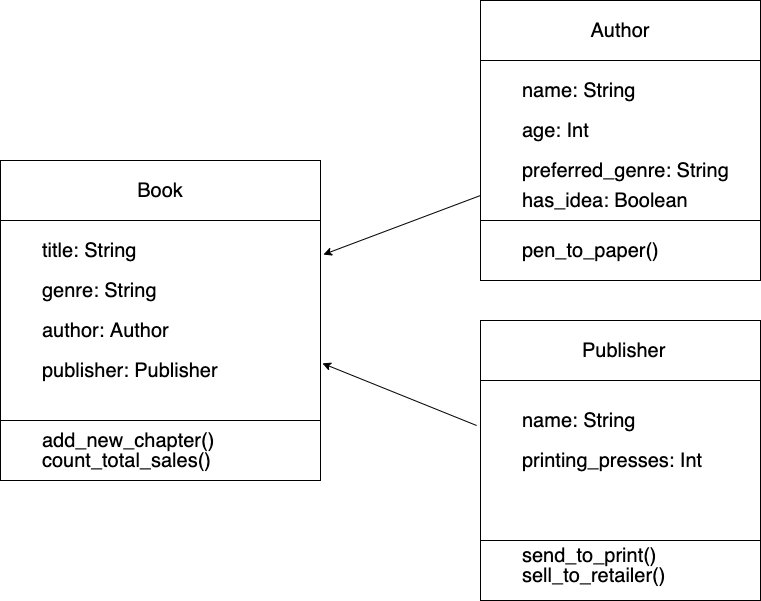 Book
title: String
genre: String
author: Author
publisher: Publisher
add_new_chapter()
count_total_sales()
Author
name: String
age: Int
preferred_genre: String
has_idea: Boolean
pen_to_paper()
Publisher
name: String
printing_presses: Int
send_to_print()
sell_to_retailer()